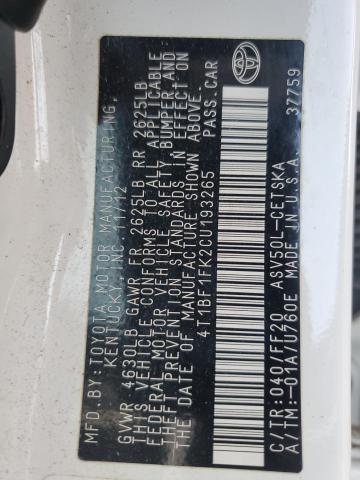 MFD. BY: TOYOTA MOTOR MANUFACTURING,
KENTUCKY, INC. 11/12
GVWR 4630LB GAWR FR 2625LB RR 2625LB
THIS VEHICLE CONFORMS TO ALL APPLICABLE
FEDERAL MOTOR VEHICLE SAFETY, BUMPER AND
THEFT PREVENTION STANDARDS IN EFFECT ON
THE DATE OF MANUFACTURE SHOWN ABOVE.
4T1BF1FK2CU193265 PASS.CAR
C/TR:040/FF20 ASV50L-CETSKA
A/TM:-01A/U760E MADE IN U.S.A. 37759